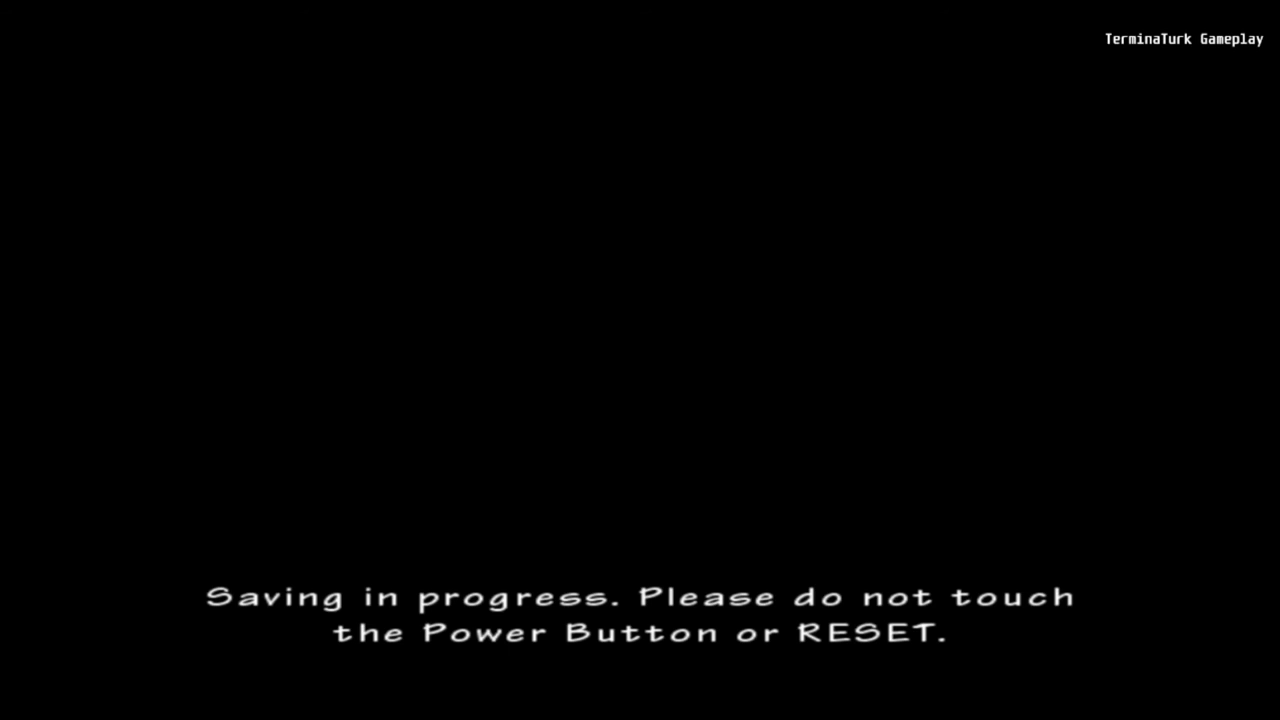 TerminaTurk Gameplay
Saving in progress. Please do not touch
the Power Button or RESET.